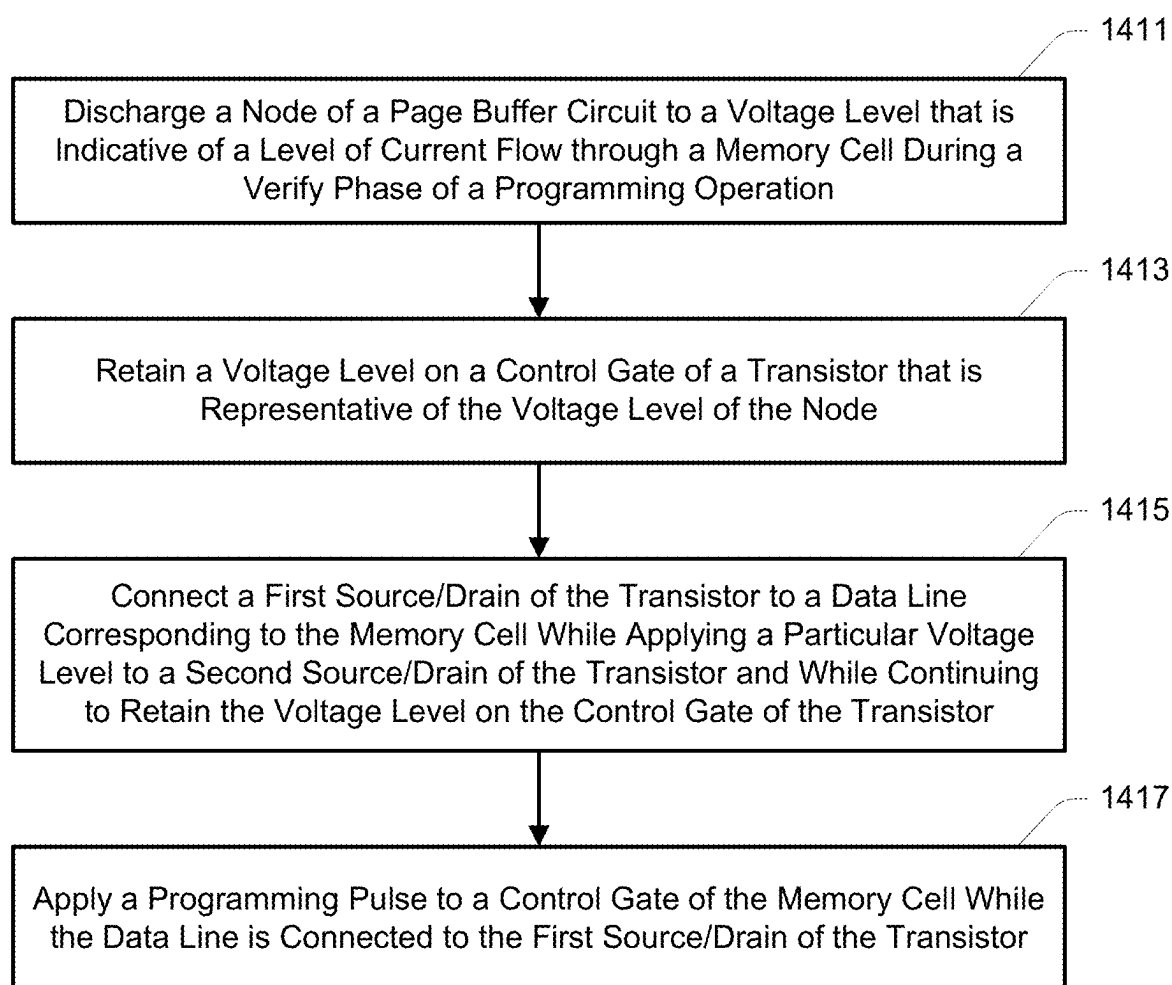 1411
Discharge a Node of a Page Buffer Circuit to a Voltage Level that is
Indicative of a Level of Current Flow through a Memory Cell During a
Verify Phase of a Programming Operation
1413
Retain a Voltage Level on a Control Gate of a Transistor that is
Representative of the Voltage Level of the Node
1415
Connect a First Source/Drain of the Transistor to a Data Line
Corresponding to the Memory Cell While Applying a Particular Voltage
Level to a Second Source/Drain of the Transistor and While Continuing
to Retain the Voltage Level on the Control Gate of the Transistor
1417
Apply a Programming Pulse to a Control Gate of the Memory Cell While
the Data Line is Connected to the First Source/Drain of the Transistor